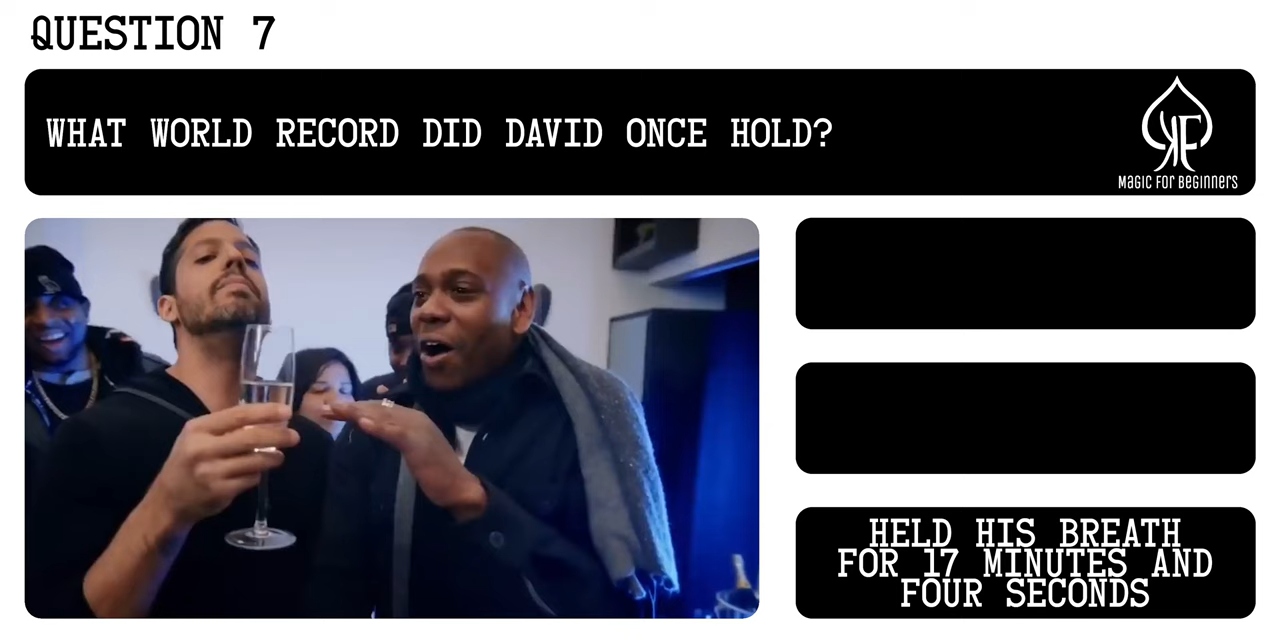 QUESTION 7
WHAT WORLD RECORD DID DAVID ONCE HOLD?
KF
MAGIC FOR BEGINNERS
HELD HIS BREATH
FOR 17 MINUTES AND
FOUR SECONDS